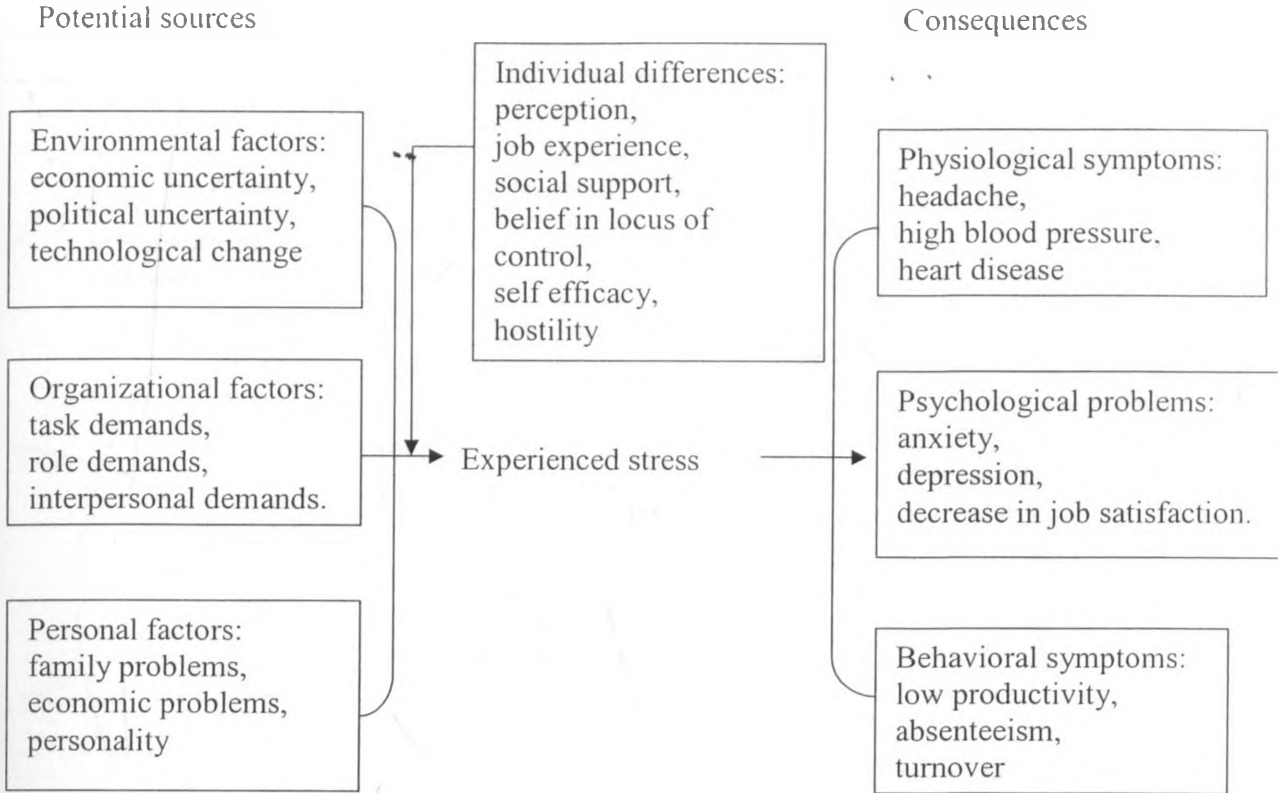 Potential sources
Consequences
Individual differences:
perception,
job experience,
social support,
belief in locus of
control,
self efficacy,
hostility
Environmental factors:
economic uncertainty,
political uncertainty,
technological change
Physiological symptoms:
headache,
high blood pressure,
heart disease
Organizational factors:
task demands,
role demands,
interpersonal demands.
Experienced stress
Psychological problems:
anxiety,
depression,
decrease in job satisfaction.
Personal factors:
family problems,
economic problems,
personality
Behavioral symptoms:
low productivity,
absenteeism,
turnover